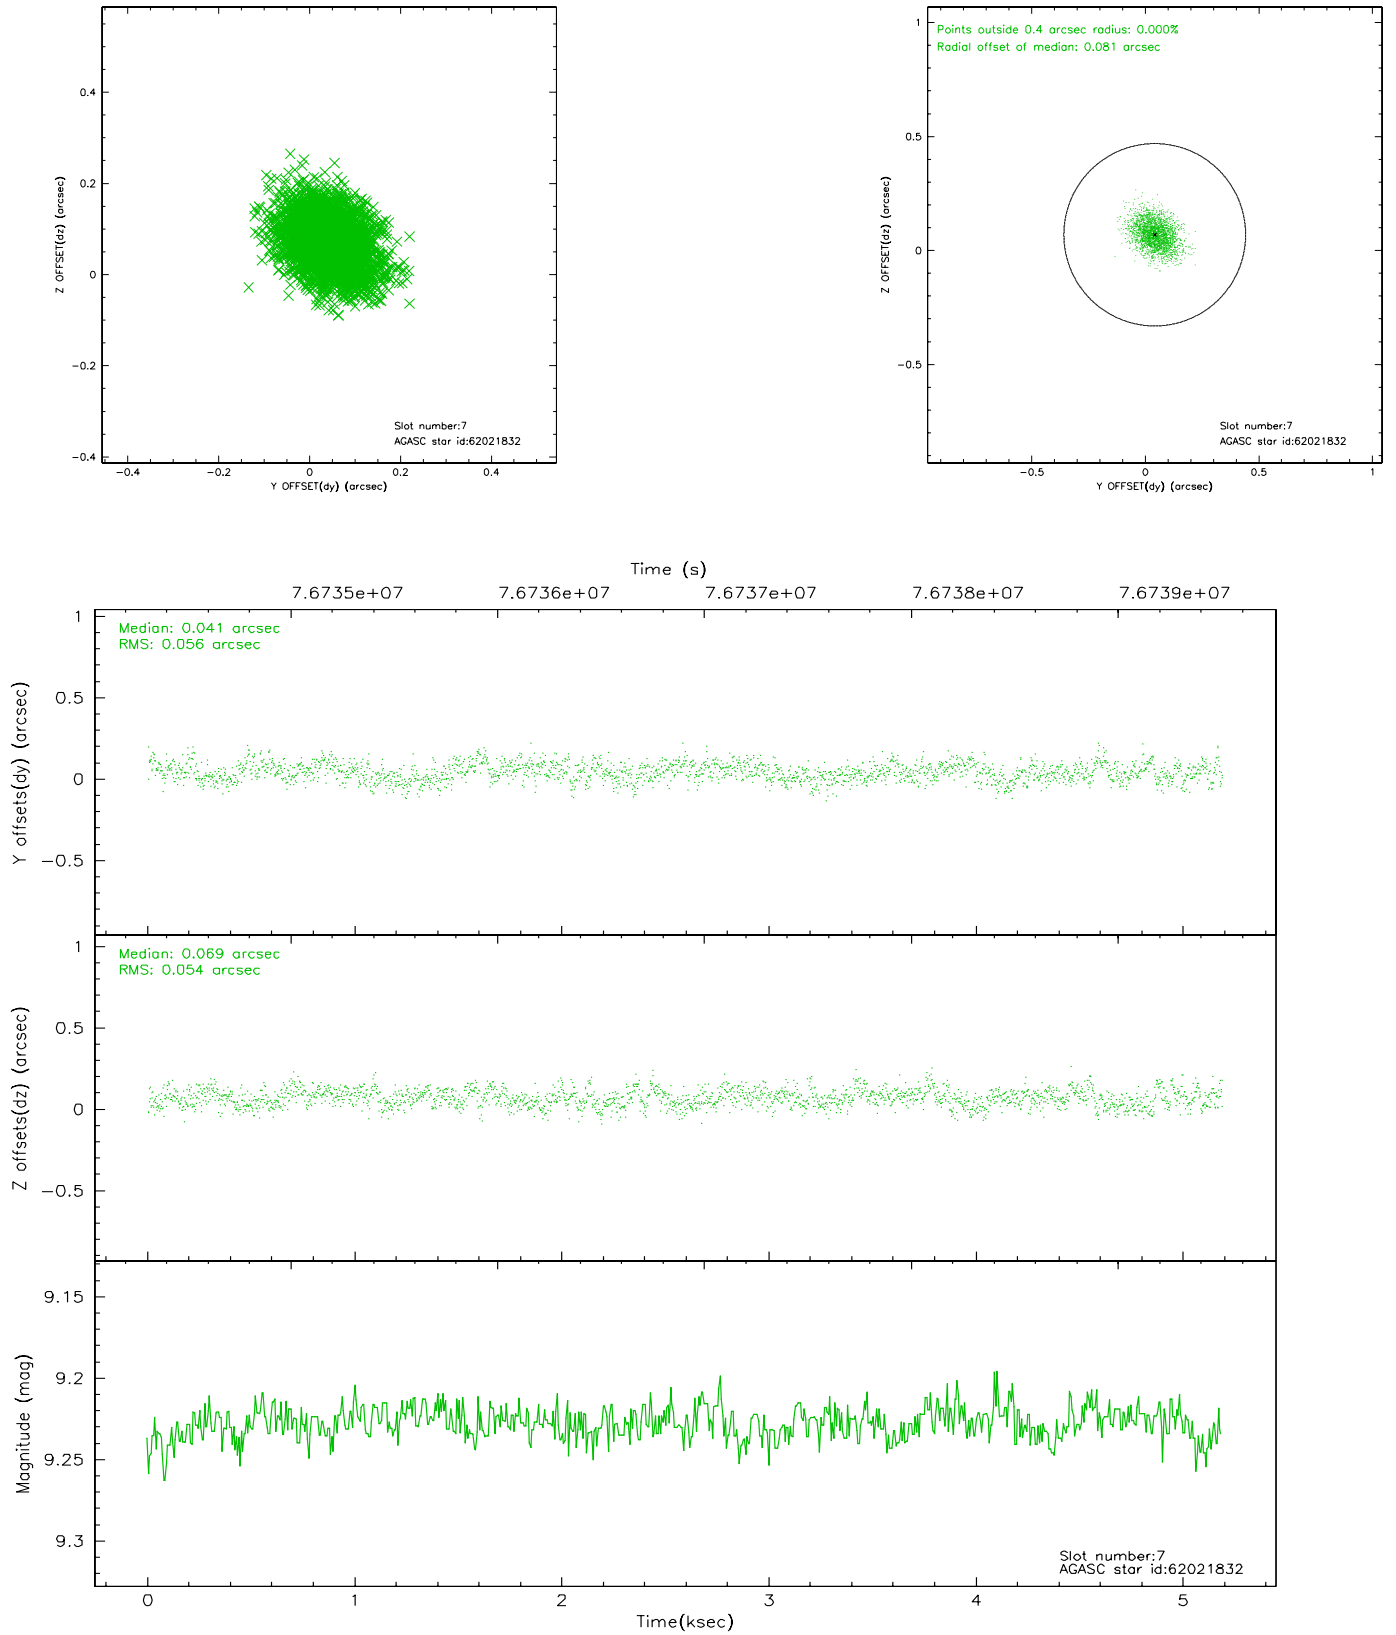 0.4
0.2
0
−0.2
−0.4
Z OFFSET(dz) (arcsec)
Slot number:7
AGASC star id:62021832
−0.4 −0.2 0 0.2 0.4
Y OFFSET(dy) (arcsec)
Points outside 0.4 arcsec radius: 0.000%
Radial offset of median: 0.081 arcsec
1
0.5
0
−0.5
Z OFFSET(dz) (arcsec)
Slot number:7
AGASC star id:62021832
−0.5 0 0.5 1
Y OFFSET(dy) (arcsec)
Time (s)
7.6735e+07 7.6736e+07 7.6737e+07 7.6738e+07 7.6739e+07
Median: 0.041 arcsec
RMS: 0.056 arcsec
1
0.5
0
−0.5
Y offsets(dy) (arcsec)
Median: 0.069 arcsec
RMS: 0.054 arcsec
1
0.5
0
−0.5
Z offsets(dz) (arcsec)
9.15
9.2
9.25
9.3
Magnitude (mag)
Slot number:7
AGASC star id:62021832
0 1 2 3 4 5
Time(ksec)